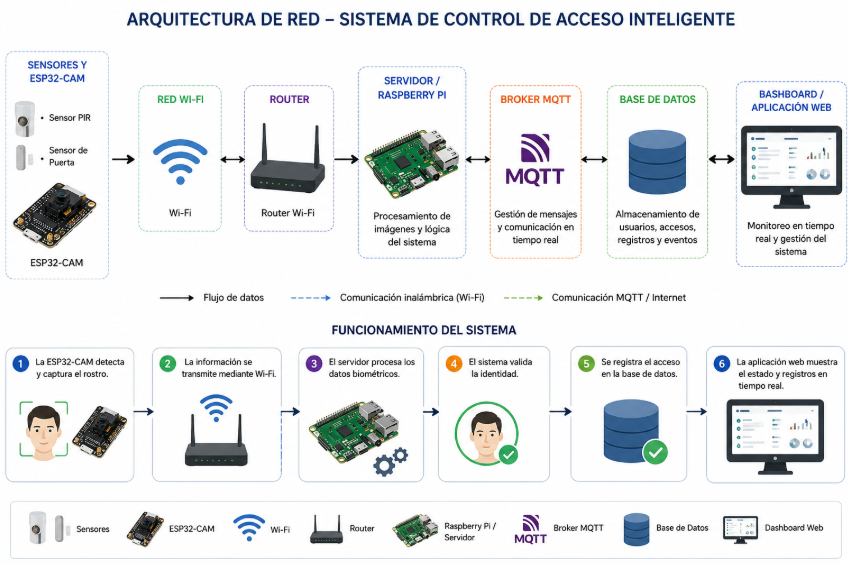 ARQUITECTURA DE RED – SISTEMA DE CONTROL DE ACCESO INTELIGENTE
SENSORES Y
ESP32-CAM
• Sensor PIR
• Sensor de
Puerta
ESP32-CAM
RED WI-FI
Wi-Fi
ROUTER
Router Wi-Fi
SERVIDOR /
RASPBERRY PI
Procesamiento de
imágenes y lógica
del sistema
BROKER MQTT
MQTT
Gestión de mensajes
y comunicación en
tiempo real
BASE DE DATOS
Almacenamiento de
usuarios, accesos,
registros y eventos
BASHBOARD /
APLICACIÓN WEB
Monitoreo en tiempo
real y gestión del
sistema
Flujo de datos
Comunicación inalámbrica (Wi-Fi)
Comunicación MQTT / Internet
FUNCIONAMIENTO DEL SISTEMA
1 La ESP32-CAM detecta
y captura el rostro.
2 La información se
transmite mediante Wi-Fi.
3 El servidor procesa los
datos biométricos.
4 El sistema valida
la identidad.
5 Se registra el acceso
en la base de datos.
6 La aplicación web muestra
el estado y registros en
tiempo real.
Sensores
ESP32-CAM
Wi-Fi
Router
Raspberry Pi /
Servidor
MQTT
Broker MQTT
Base de Datos
Dashboard Web